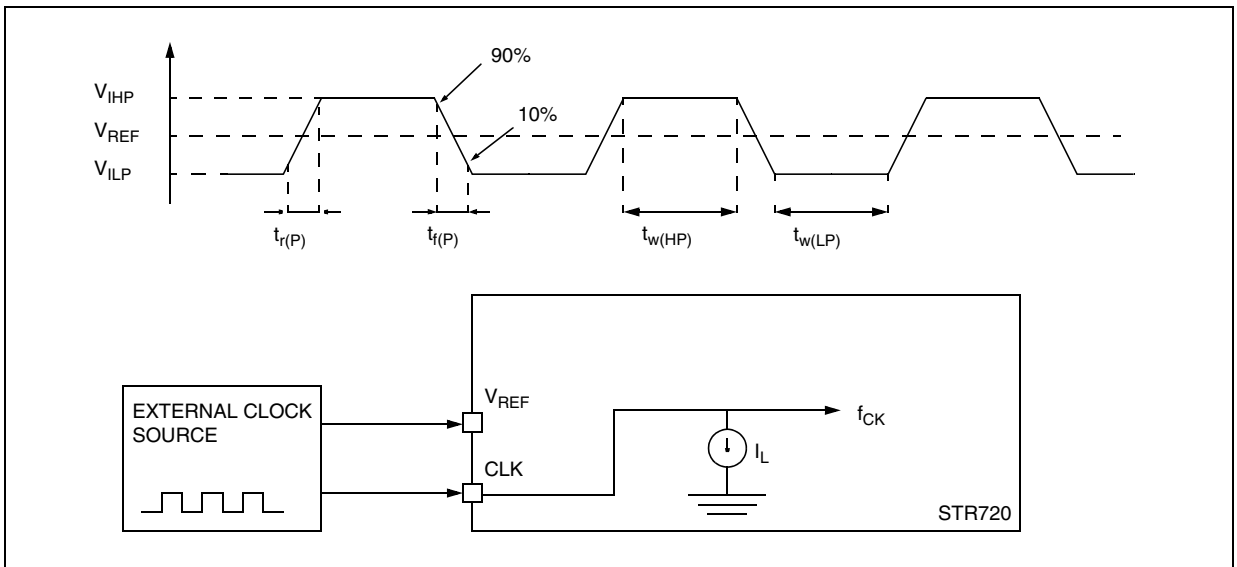 90%
V_IHP
10%
V_REF
V_ILP
t_r(P)
t_f(P)
t_w(HP)
t_w(LP)
EXTERNAL CLOCK
SOURCE
V_REF
CLK
f_CK
I_L
STR720